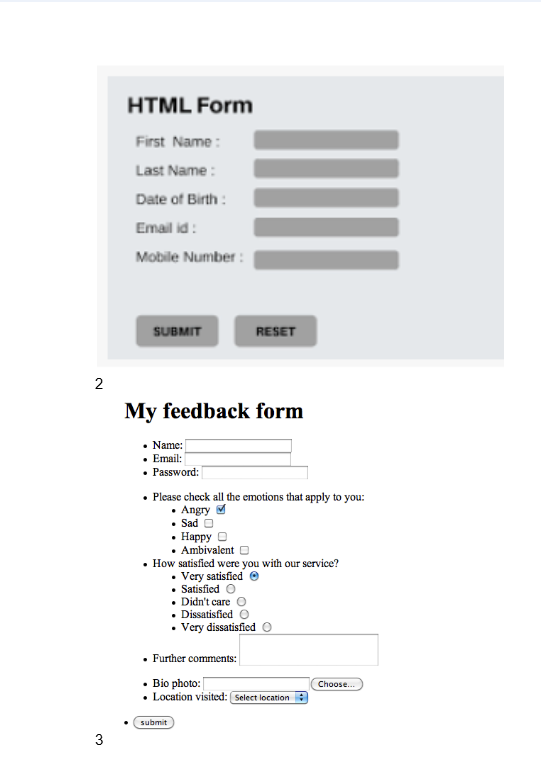 HTML Form
First Name :
Last Name :
Date of Birth :
Email id :
Mobile Number :
SUBMIT RESET
2
My feedback form
• Name:
• Email:
• Password:
• Please check all the emotions that apply to you:
• Angry
• Sad
• Happy
• Ambivalent
• How satisfied were you with our service?
• Very satisfied
• Satisfied
• Didn't care
• Dissatisfied
• Very dissatisfied
• Further comments:
• Bio photo: Choose...
• Location visited: Select location
• submit
3